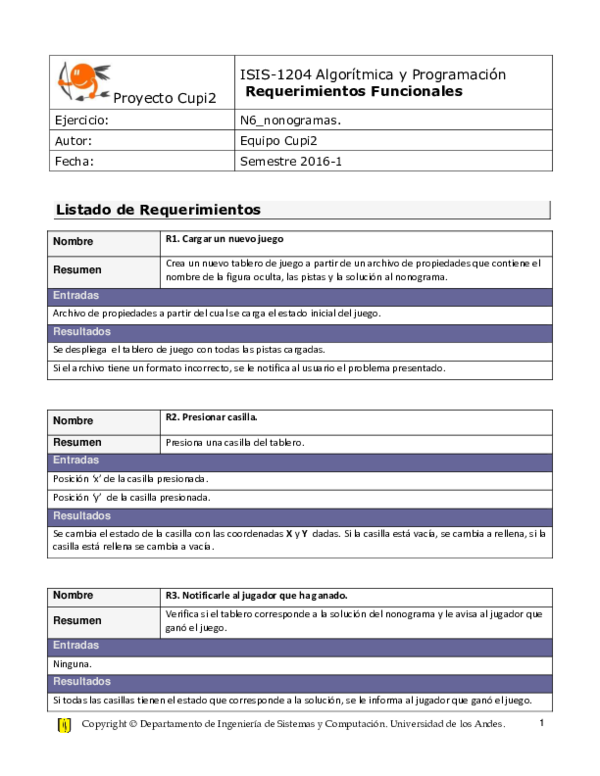 Proyecto Cupi2
ISIS-1204 Algorítmica y Programación
Requerimientos Funcionales
Ejercicio:
N6_nonogramas.
Autor:
Equipo Cupi2
Fecha:
Semestre 2016-1
Listado de Requerimientos
Nombre
R1. Cargar un nuevo juego
Resumen
Crea un nuevo tablero de juego a partir de un archivo de propiedades que contiene el
nombre de la figura oculta, las pistas y la solución al nonograma.
Entradas
Archivo de propiedades a partir del cual se carga el estado inicial del juego.
Resultados
Se despliega el tablero de juego con todas las pistas cargadas.
Si el archivo tiene un formato incorrecto, se le notifica al usuario el problema presentado.
Nombre
R2. Presionar casilla.
Resumen
Presiona una casilla del tablero.
Entradas
Posición ‘x’ de la casilla presionada.
Posición ‘y’ de la casilla presionada.
Resultados
Se cambia el estado de la casilla con las coordenadas X y Y dadas. Si la casilla está vacía, se cambia a rellena, si la
casilla está rellena se cambia a vacía.
Nombre
R3. Notificarle al jugador que ha ganado.
Resumen
Verifica si el tablero corresponde a la solución del nonograma y le avisa al jugador que
ganó el juego.
Entradas
Ninguna.
Resultados
Si todas las casillas tienen el estado que corresponde a la solución, se le informa al jugador que ganó el juego.
Copyright © Departamento de Ingeniería de Sistemas y Computación. Universidad de los Andes.
1